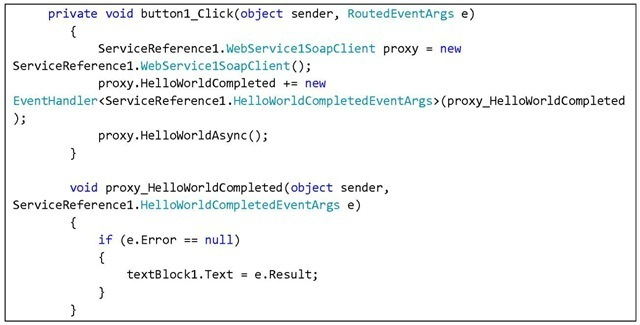 private void button1_Click(object sender, RoutedEventArgs e)
{
ServiceReference1.WebService1SoapClient proxy = new
ServiceReference1.WebService1SoapClient();
proxy.HelloWorldCompleted += new
EventHandler<ServiceReference1.HelloWorldCompletedEventArgs>(proxy_HelloWorldCompleted
);
proxy.HelloWorldAsync();
}
void proxy_HelloWorldCompleted(object sender,
ServiceReference1.HelloWorldCompletedEventArgs e)
{
if (e.Error == null)
{
textBlock1.Text = e.Result;
}
}